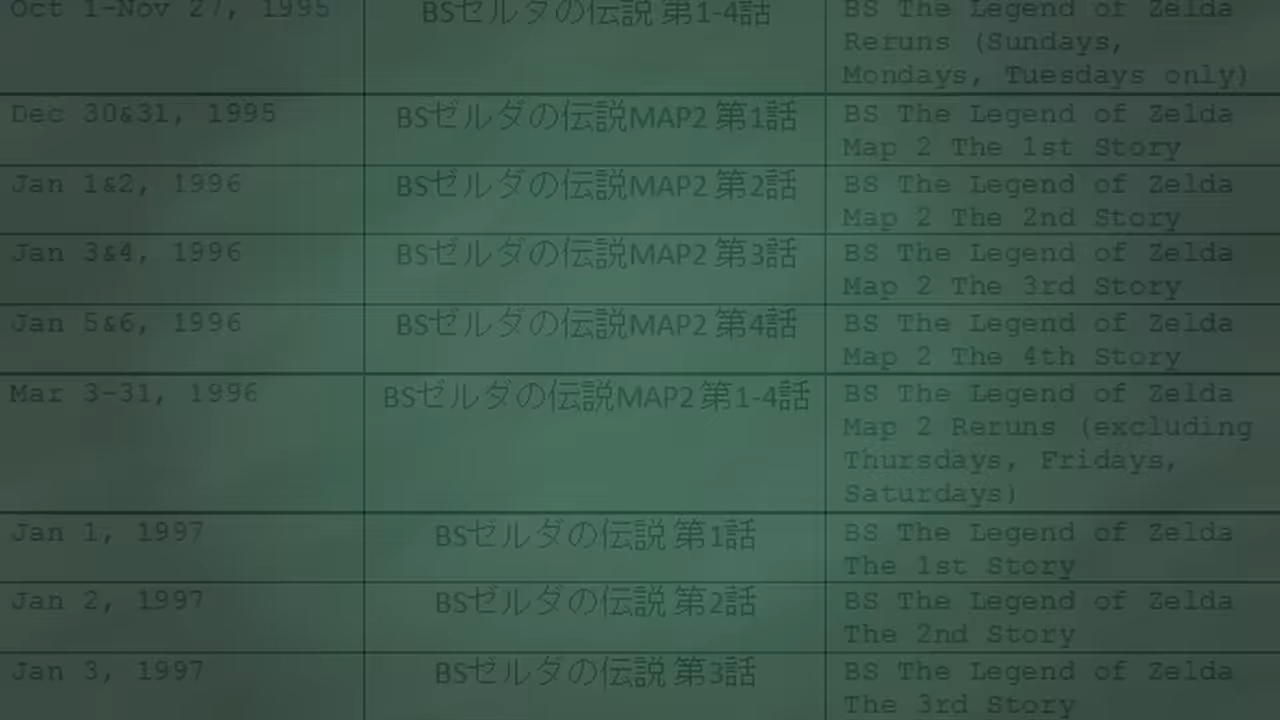 Oct 1-Nov 27, 1995
BSゼルダの伝説 第1-4話
BS The Legend of Zelda
Reruns (Sundays,
Mondays, Tuesdays only)
Dec 30&31, 1995
BSゼルダの伝説MAP2 第1話
BS The Legend of Zelda
Map 2 The 1st Story
Jan 1&2, 1996
BSゼルダの伝説MAP2 第2話
BS The Legend of Zelda
Map 2 The 2nd Story
Jan 3&4, 1996
BSゼルダの伝説MAP2 第3話
BS The Legend of Zelda
Map 2 The 3rd Story
Jan 5&6, 1996
BSゼルダの伝説MAP2 第4話
BS The Legend of Zelda
Map 2 The 4th Story
Mar 3-31, 1996
BSゼルダの伝説MAP2 第1-4話
BS The Legend of Zelda
Map 2 Reruns (excluding
Thursdays, Fridays,
Saturdays)
Jan 1, 1997
BSゼルダの伝説 第1話
BS The Legend of Zelda
The 1st Story
Jan 2, 1997
BSゼルダの伝説 第2話
BS The Legend of Zelda
The 2nd Story
Jan 3, 1997
BSゼルダの伝説 第3話
BS The Legend of Zelda
The 3rd Story